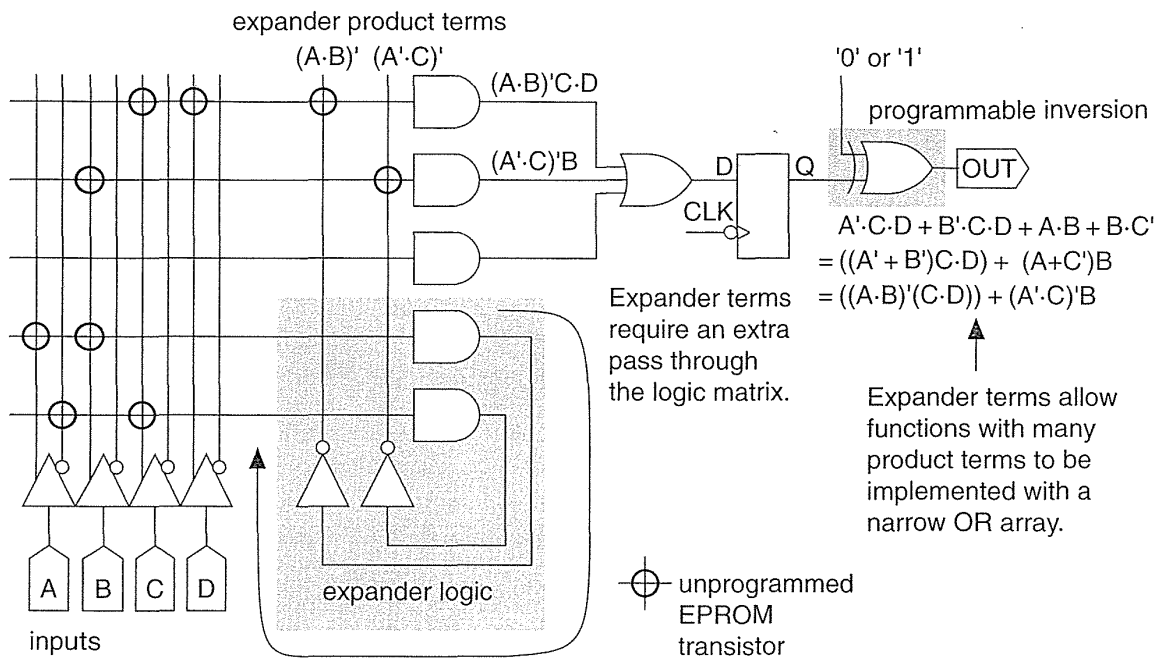 expander product terms
(A·B)' (A'·C)'
(A·B)'C·D
'0' or '1'
programmable inversion
(A'·C)'B
D
Q
OUT
CLK
A'·C·D + B'·C·D + A·B + B·C'
= ((A' + B')C·D) + (A+C')B
= ((A·B)'(C·D)) + (A'·C)'B
Expander terms
require an extra
pass through
the logic matrix.
Expander terms allow
functions with many
product terms to be
implemented with a
narrow OR array.
A
B
C
D
expander logic
inputs
unprogrammed
EPROM
transistor